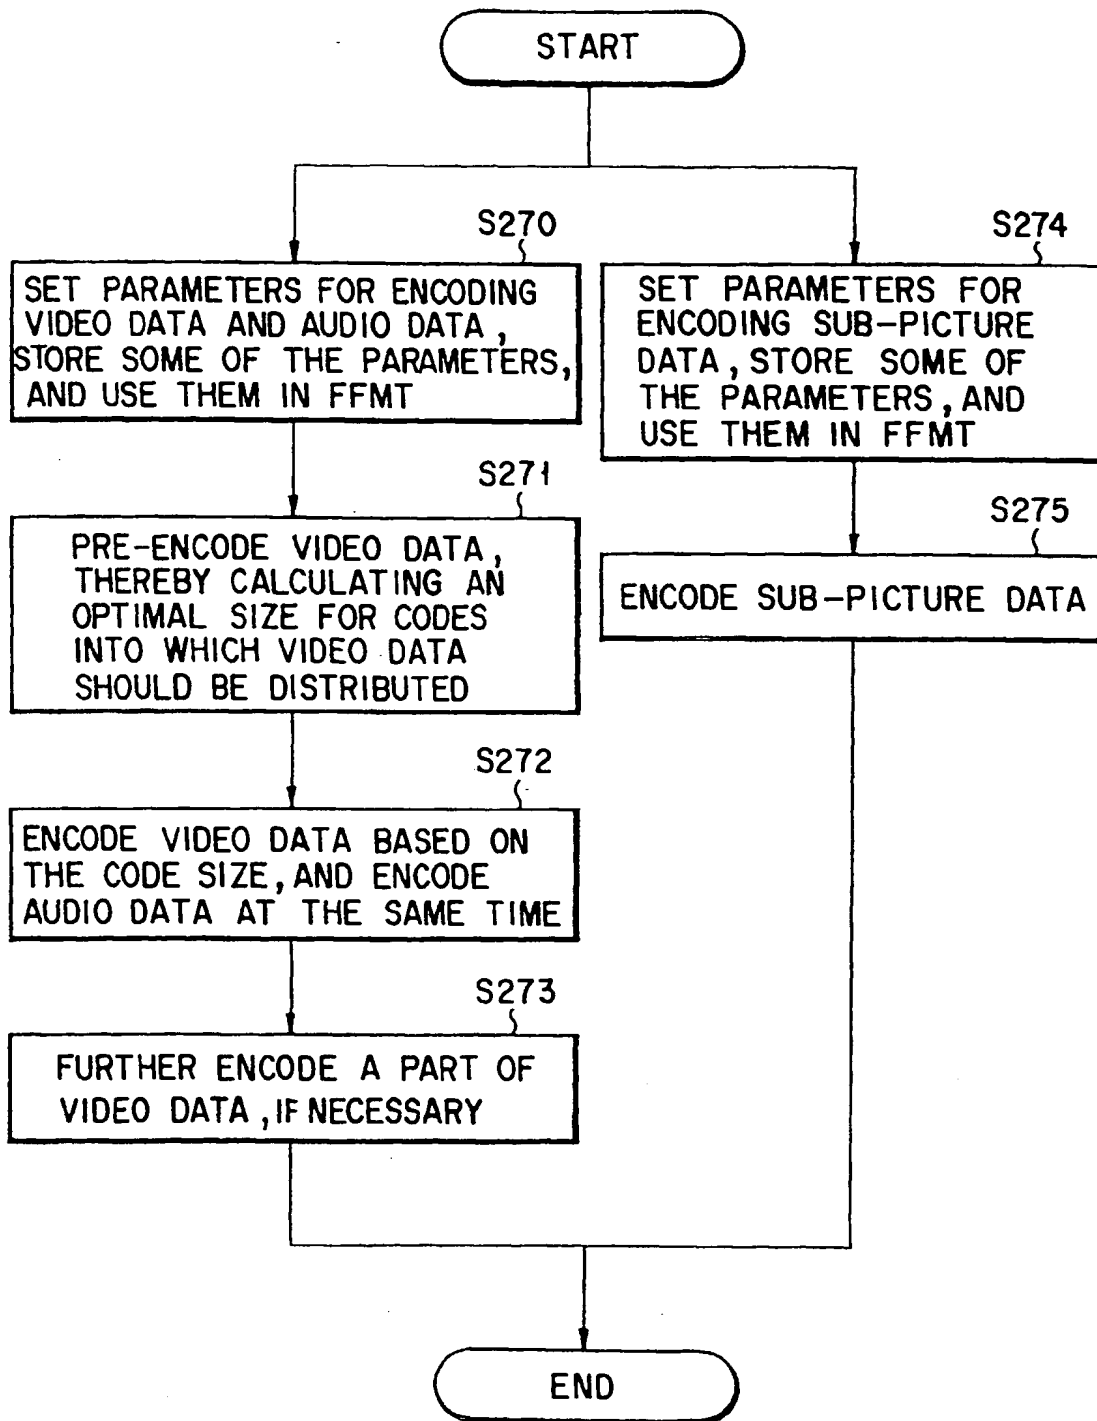 START
S270
SET PARAMETERS FOR ENCODING
VIDEO DATA AND AUDIO DATA,
STORE SOME OF THE PARAMETERS,
AND USE THEM IN FFMT
S271
PRE-ENCODE VIDEO DATA,
THEREBY CALCULATING AN
OPTIMAL SIZE FOR CODES
INTO WHICH VIDEO DATA
SHOULD BE DISTRIBUTED
S272
ENCODE VIDEO DATA BASED ON
THE CODE SIZE, AND ENCODE
AUDIO DATA AT THE SAME TIME
S273
FURTHER ENCODE A PART OF
VIDEO DATA, IF NECESSARY
S274
SET PARAMETERS FOR
ENCODING SUB-PICTURE
DATA, STORE SOME OF
THE PARAMETERS, AND
USE THEM IN FFMT
S275
ENCODE SUB-PICTURE DATA
END